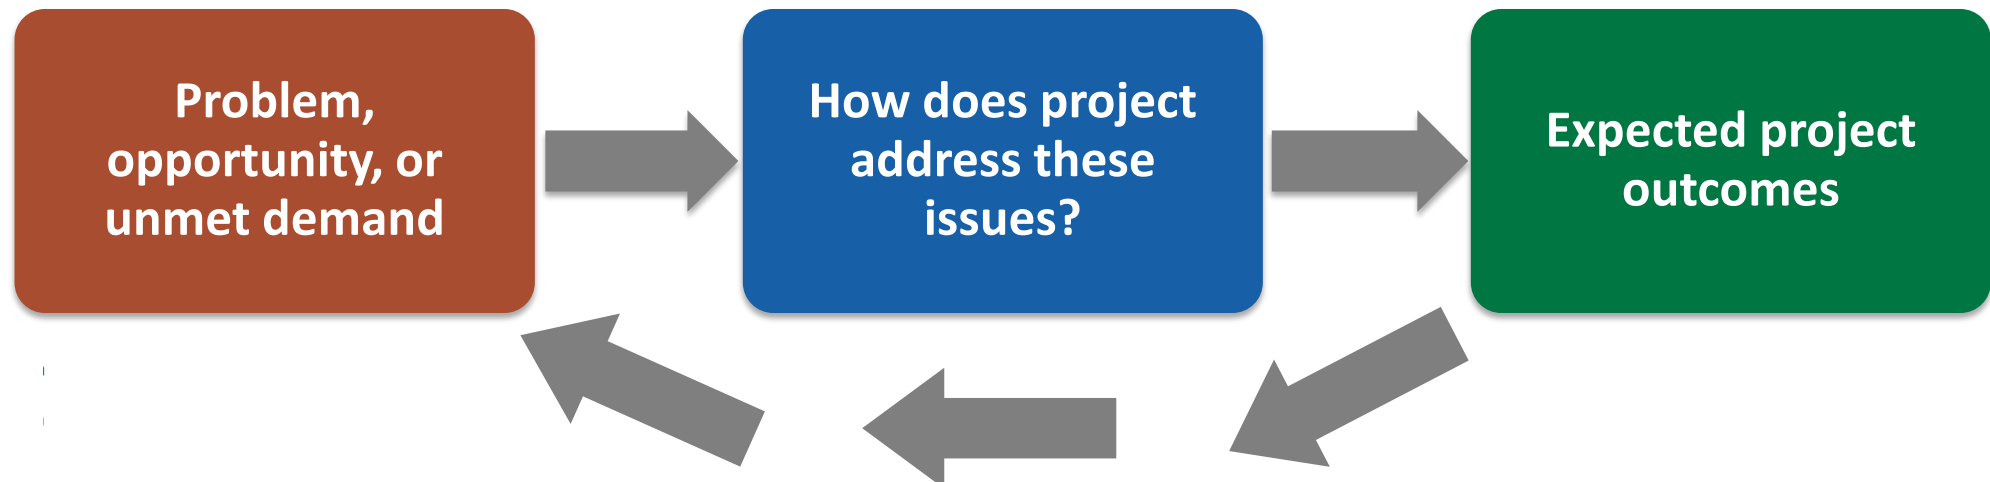 Problem,
opportunity, or
unmet demand
How does project
address these
issues?
Expected project
outcomes